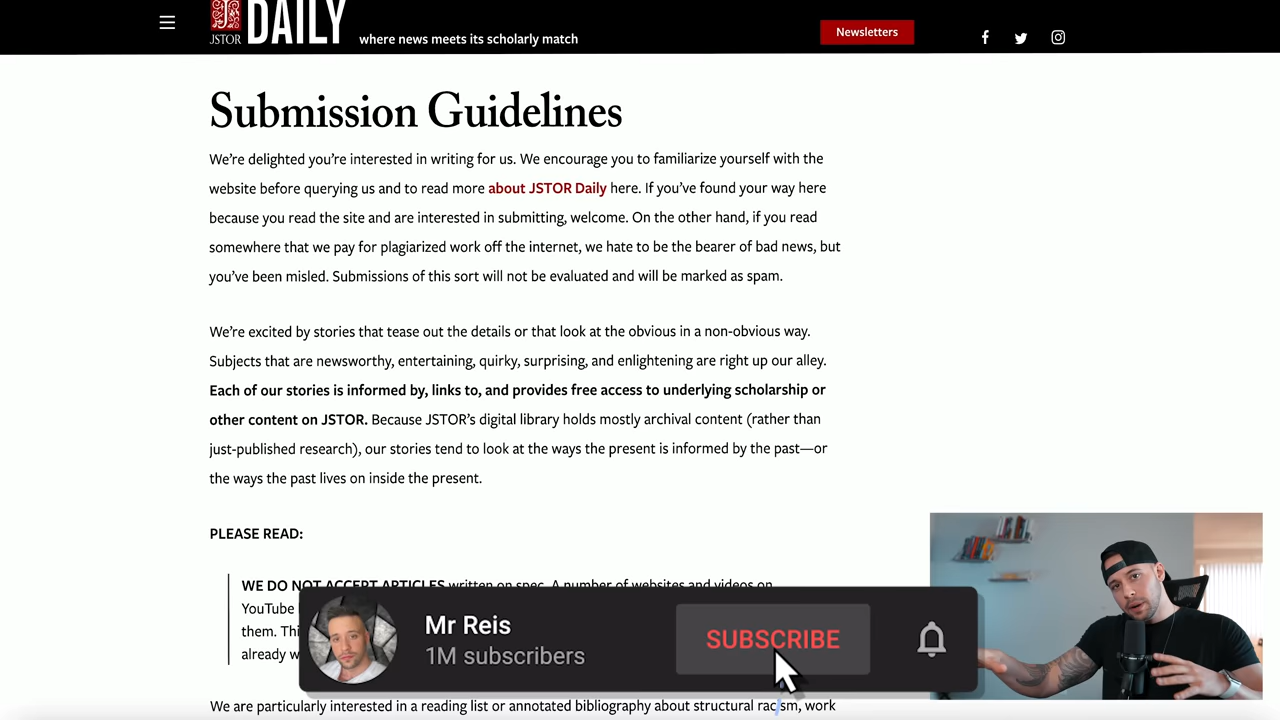 JSTOR
DAILY
where news meets its scholarly match
Newsletters
Submission Guidelines
We're delighted you're interested in writing for us. We encourage you to familiarize yourself with the
website before querying us and to read more about JSTOR Daily here. If you've found your way here
because you read the site and are interested in submitting, welcome. On the other hand, if you read
somewhere that we pay for plagiarized work off the internet, we hate to be the bearer of bad news, but
you've been misled. Submissions of this sort will not be evaluated and will be marked as spam.
We're excited by stories that tease out the details or that look at the obvious in a non-obvious way.
Subjects that are newsworthy, entertaining, quirky, surprising, and enlightening are right up our alley.
Each of our stories is informed by, links to, and provides free access to underlying scholarship or
other content on JSTOR. Because JSTOR's digital library holds mostly archival content (rather than
just-published research), our stories tend to look at the ways the present is informed by the past—or
the ways the past lives on inside the present.
PLEASE READ:
WE DO NOT ACCEPT ARTICLES written on spec. A number of websites and videos on
YouTube
them.
already
Mr Reis
1M subscribers
SUBSCRIBE
We are particularly interested in a reading list or annotated bibliography about structural racism, work